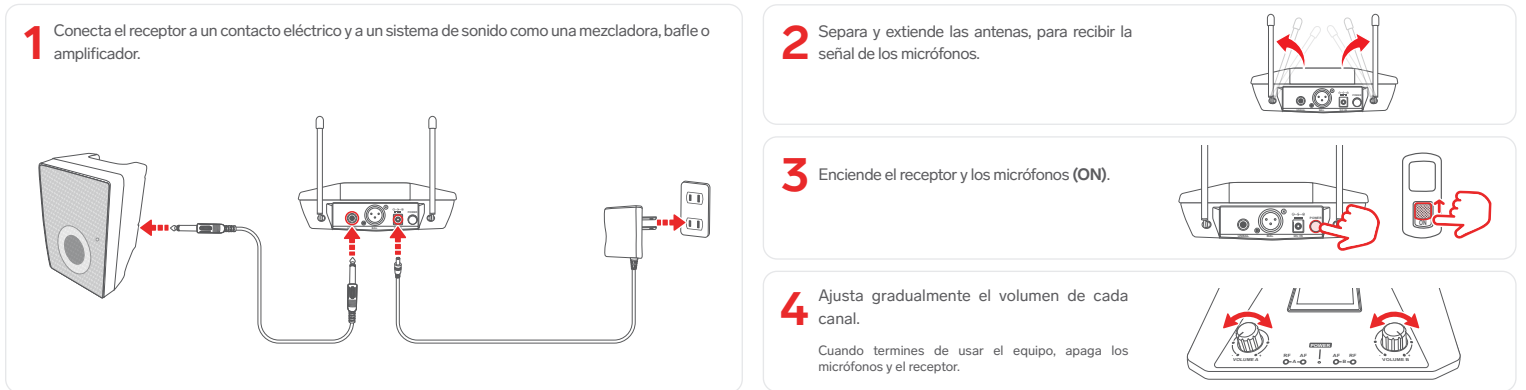 1
Conecta el receptor a un contacto eléctrico y a un sistema de sonido como una mezcladora, bafle o
amplificador.
2
Separa y extiende las antenas, para recibir la
señal de los micrófonos.
3
Enciende el receptor y los micrófonos (ON).
POWER
ON
4
Ajusta gradualmente el volumen de cada
canal.
Cuando termines de usar el equipo, apaga los
micrófonos y el receptor.
POWER
RF AF AF RF
A B
VOLUME A VOLUME B